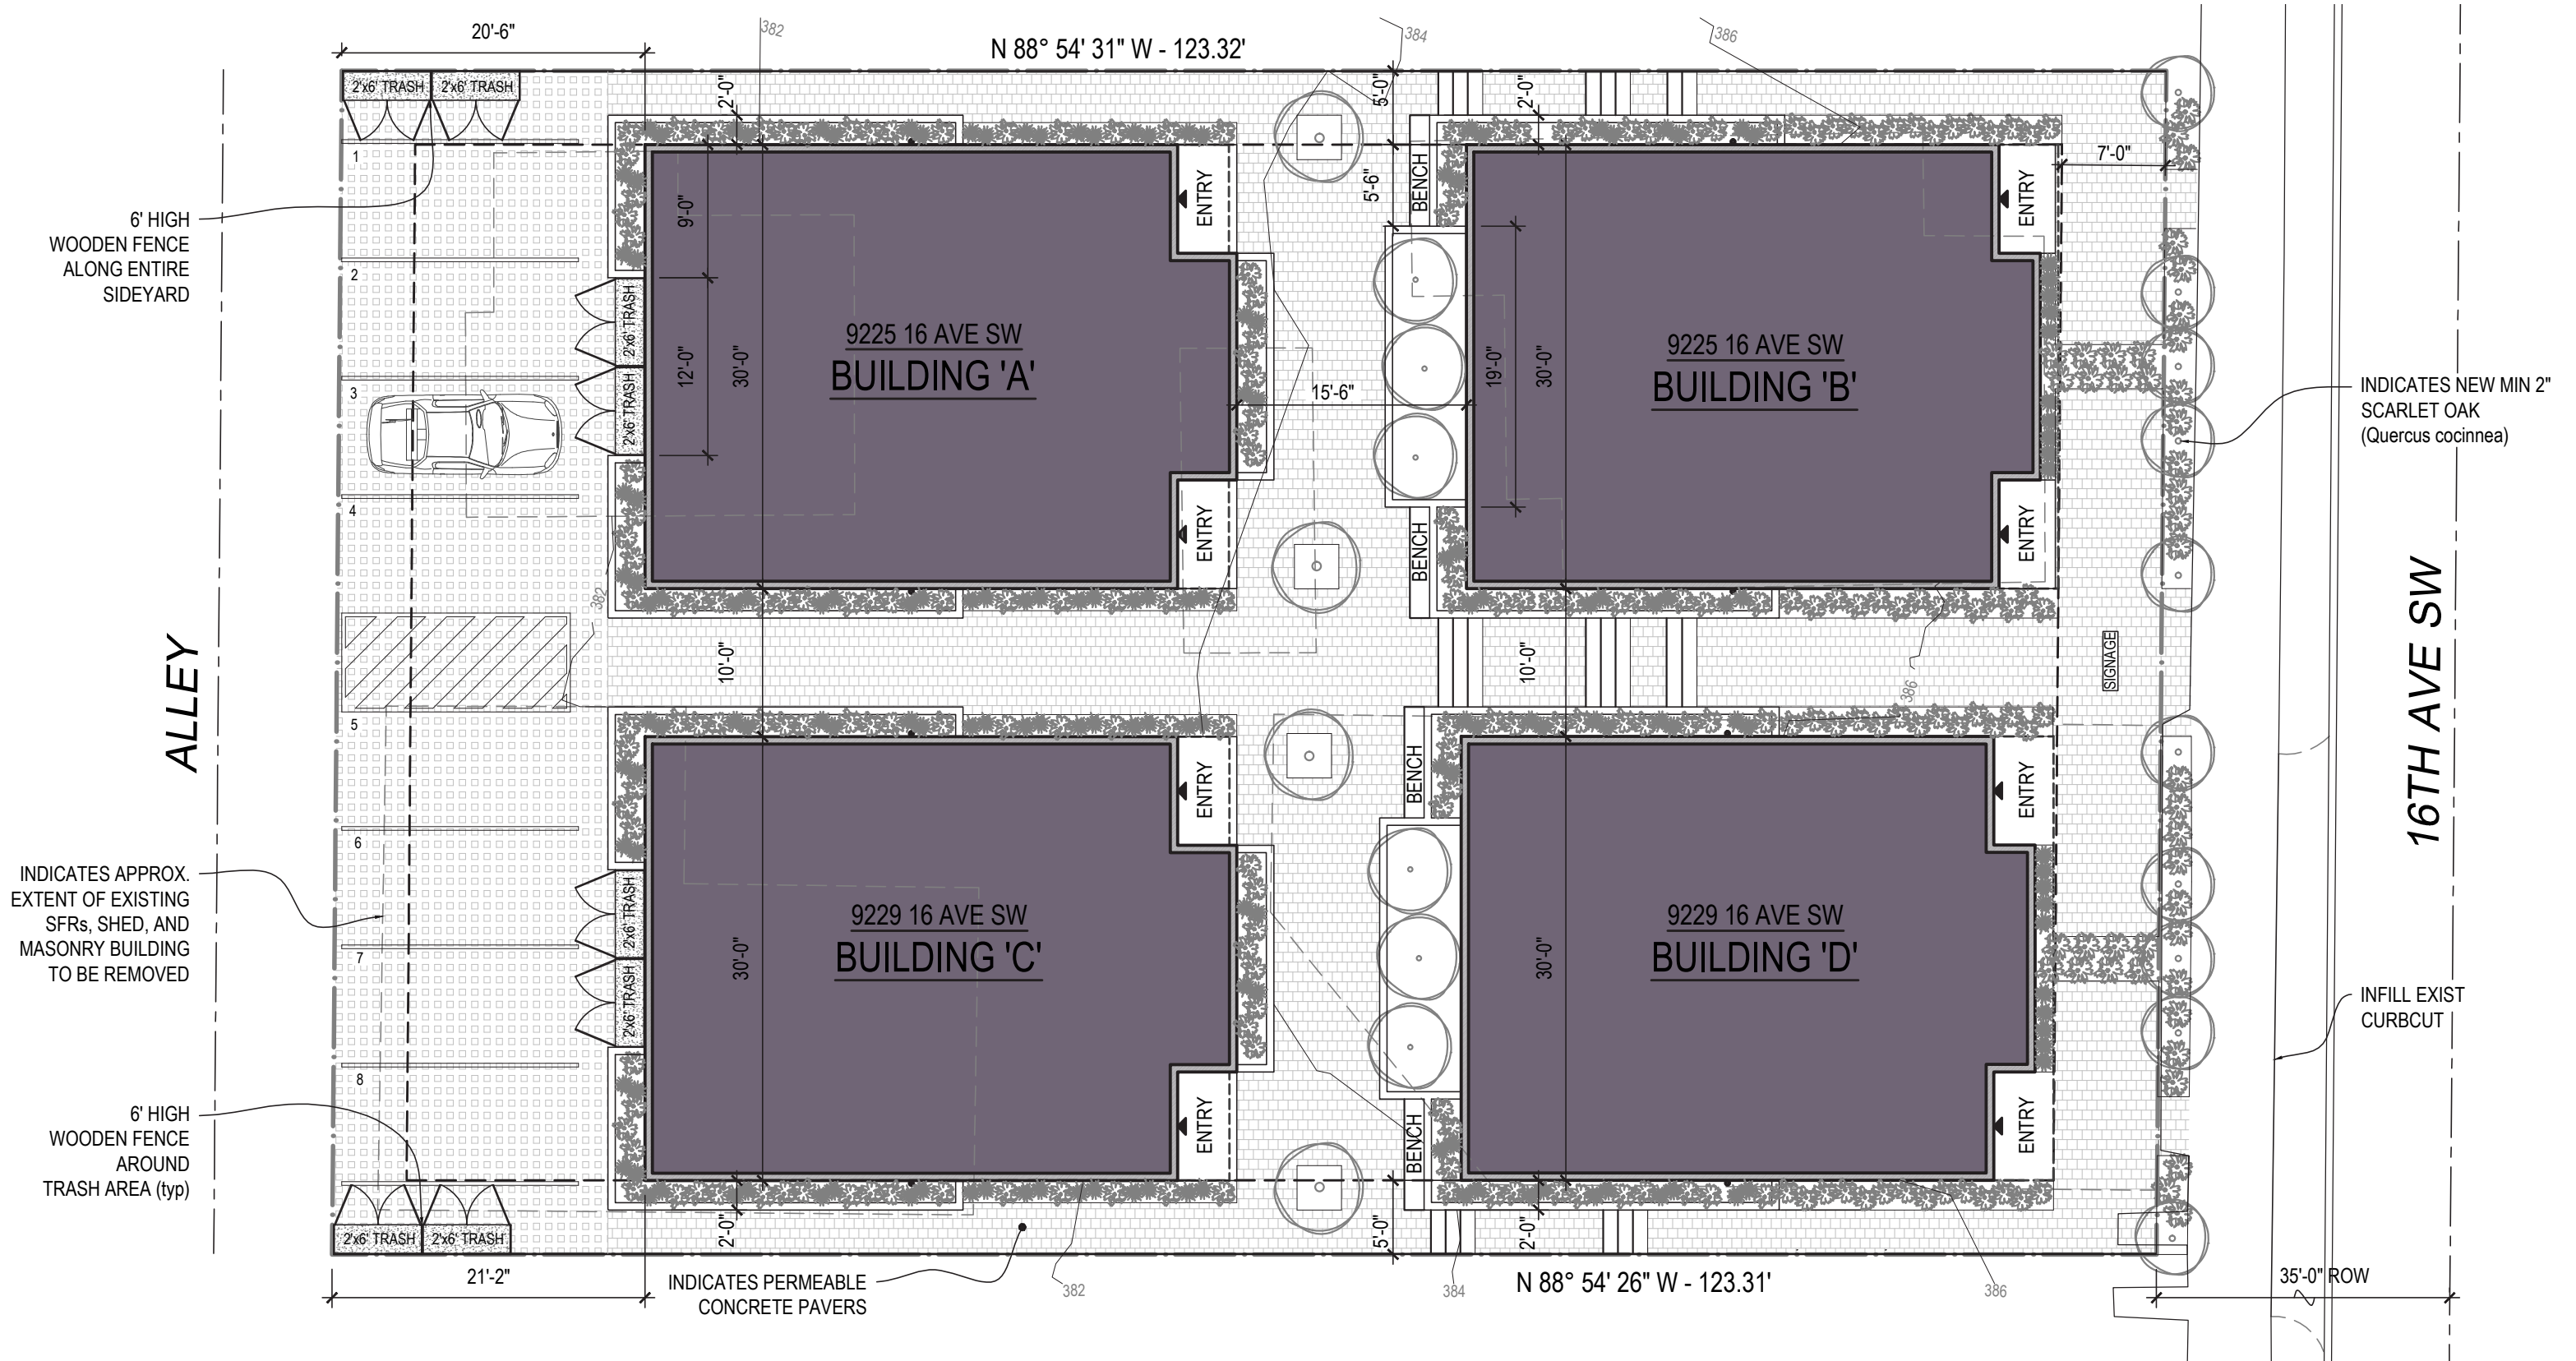 20'-6"
382
N 88° 54' 31" W - 123.32'
384
386
2'x6' TRASH
2'x6' TRASH
2'-0"
5'-0"
2'-0"
7'-0"
1
2
3
4
5
6
7
8
6' HIGH
WOODEN FENCE
ALONG ENTIRE
SIDEYARD
9'-0"
12'-0"
30'-0"
2'x6' TRASH
2'x6' TRASH
9225 16 AVE SW
BUILDING 'A'
ENTRY
ENTRY
15'-6"
5'-6"
BENCH
BENCH
19'-0"
30'-0"
9225 16 AVE SW
BUILDING 'B'
ENTRY
ENTRY
INDICATES NEW MIN 2"
SCARLET OAK
(Quercus cocinnea)
ALLEY
382
10'-0"
10'-0"
386
SIGNAGE
16TH AVE SW
INDICATES APPROX.
EXTENT OF EXISTING
SFRs, SHED, AND
MASONRY BUILDING
TO BE REMOVED
2'x6' TRASH
2'x6' TRASH
30'-0"
9229 16 AVE SW
BUILDING 'C'
ENTRY
ENTRY
BENCH
BENCH
30'-0"
9229 16 AVE SW
BUILDING 'D'
ENTRY
ENTRY
INFILL EXIST
CURBCUT
6' HIGH
WOODEN FENCE
AROUND
TRASH AREA (typ)
2'x6' TRASH
2'x6' TRASH
2'-0"
5'-0"
2'-0"
21'-2"
INDICATES PERMEABLE
CONCRETE PAVERS
382
384
N 88° 54' 26" W - 123.31'
386
35'-0" ROW